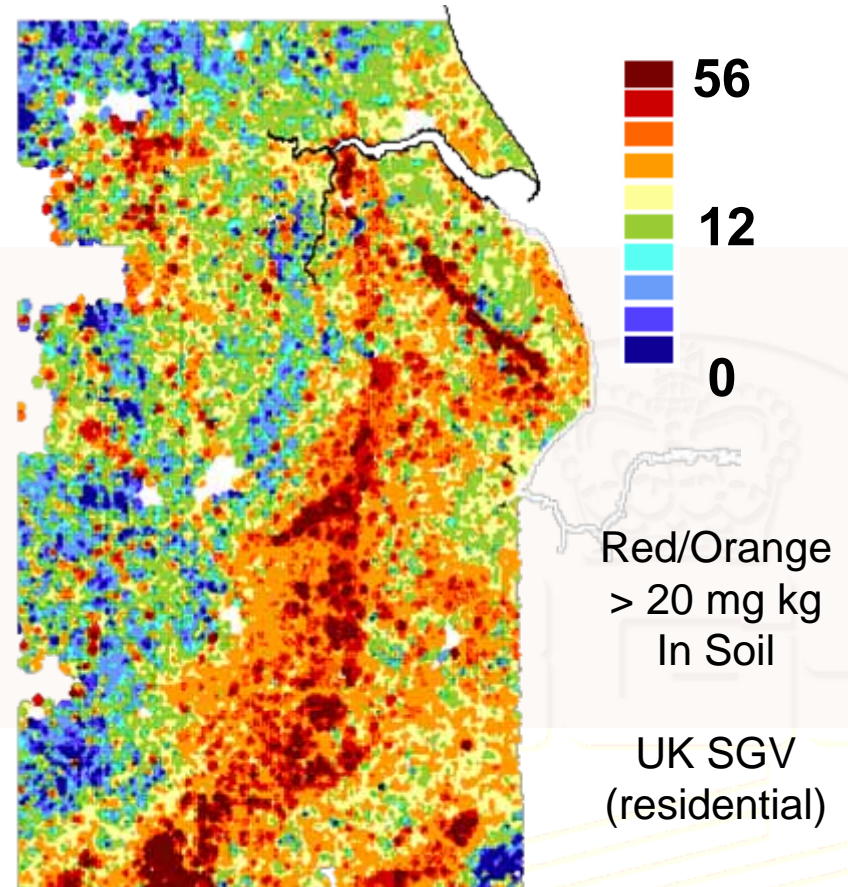 56
12
0
Red/Orange
> 20 mg kg
In Soil
UK SGV
(residential)